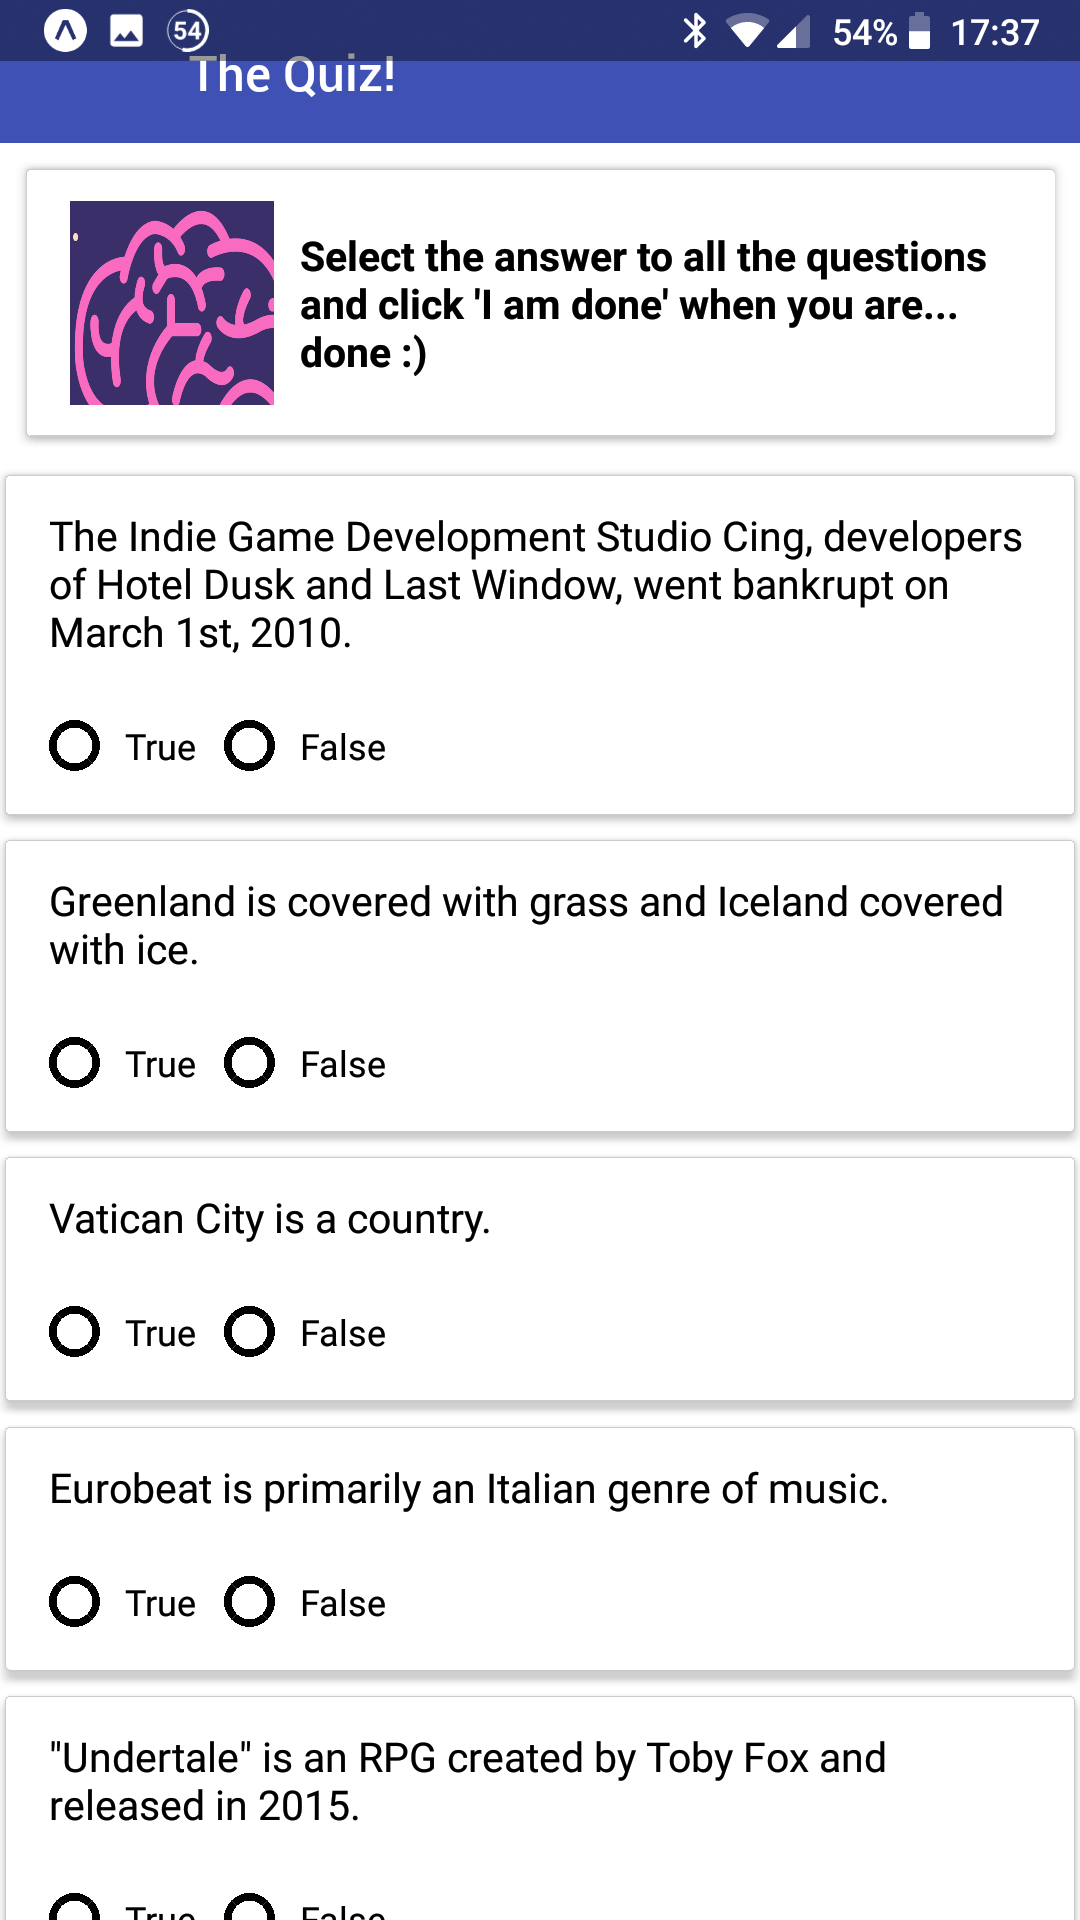 54
54% 17:37
The Quiz!
Select the answer to all the questions
and click 'I am done' when you are...
done :)
The Indie Game Development Studio Cing, developers
of Hotel Dusk and Last Window, went bankrupt on
March 1st, 2010.
True False
Greenland is covered with grass and Iceland covered
with ice.
True False
Vatican City is a country.
True False
Eurobeat is primarily an Italian genre of music.
True False
"Undertale" is an RPG created by Toby Fox and
released in 2015.
True False